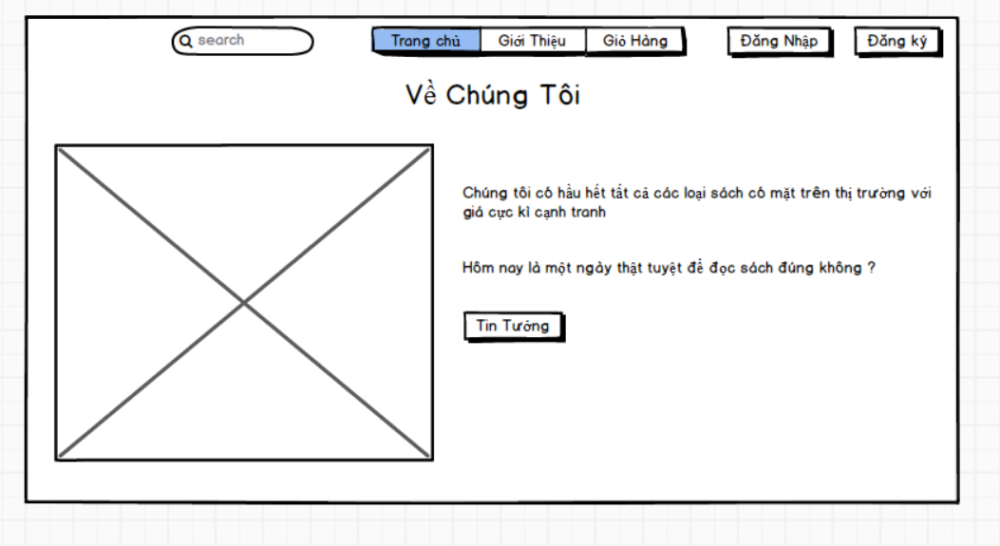 search
Trang chủ Giới Thiệu Giỏ Hàng Đăng Nhập Đăng ký
Về Chúng Tôi
Chúng tôi có hầu hết tất cả các loại sách có mặt trên thị trường với
giá cực kì cạnh tranh
Hôm nay là một ngày thật tuyệt để đọc sách đúng không ?
Tin Tưởng